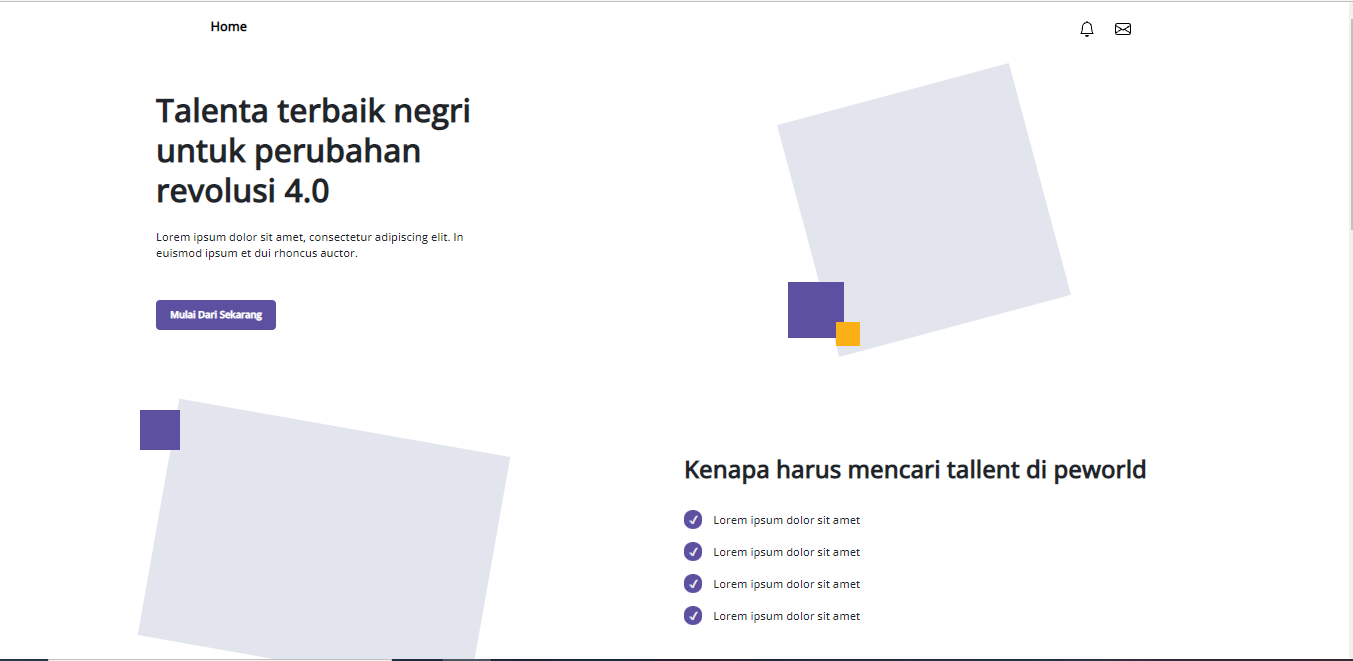 Home
Talenta terbaik negri
untuk perubahan
revolusi 4.0
Lorem ipsum dolor sit amet, consectetur adipiscing elit. In
euismod ipsum et dui rhoncus auctor.
Mulai Dari Sekarang
Kenapa harus mencari tallent di peworld
Lorem ipsum dolor sit amet
Lorem ipsum dolor sit amet
Lorem ipsum dolor sit amet
Lorem ipsum dolor sit amet